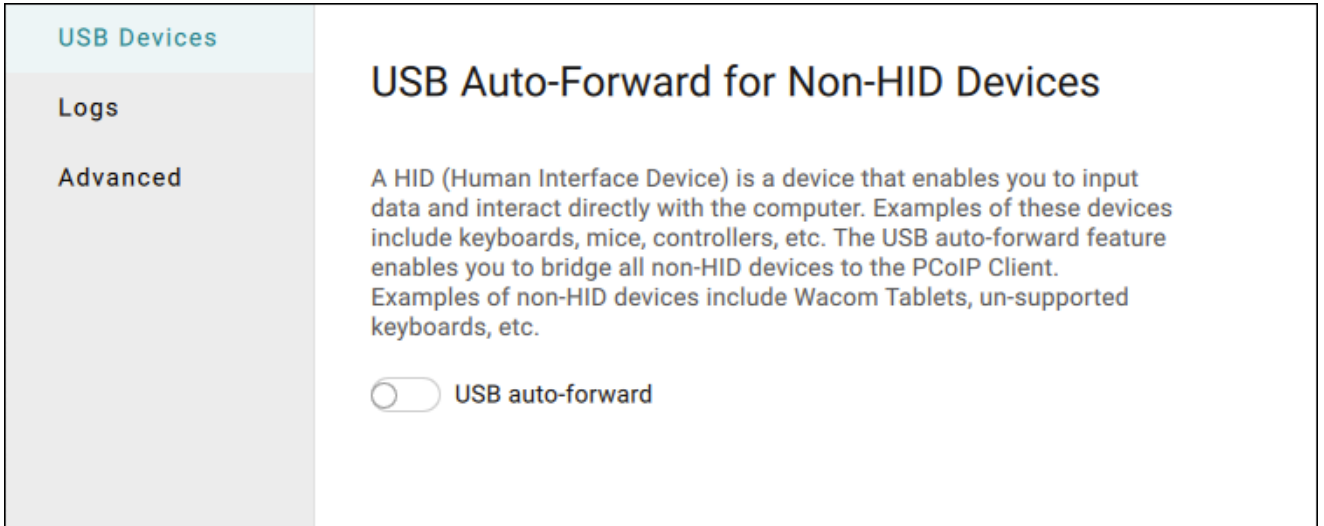 USB Devices
Logs
Advanced
USB Auto-Forward for Non-HID Devices
A HID (Human Interface Device) is a device that enables you to input
data and interact directly with the computer. Examples of these devices
include keyboards, mice, controllers, etc. The USB auto-forward feature
enables you to bridge all non-HID devices to the PCoIP Client.
Examples of non-HID devices include Wacom Tablets, un-supported
keyboards, etc.
USB auto-forward